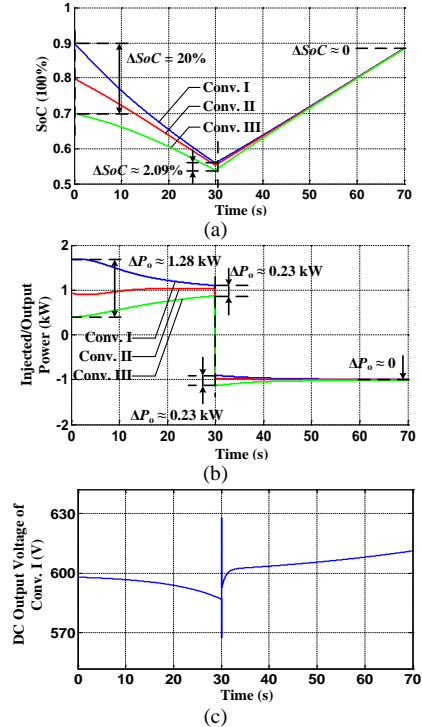 1.0
0.9
0.8
0.7
0.6
0.5
SoC (100%)
ΔSoC = 20%
ΔSoC ≈ 0
Conv. I
Conv. II
Conv. III
ΔSoC ≈ 2.09%
0 10 20 30 40 50 60 70
Time (s)
(a)
2
1
0
-1
-2
Injected/Output
Power (kW)
ΔPo ≈ 1.28 kW
ΔPo ≈ 0.23 kW
Conv. I
Conv. II
Conv. III
ΔPo ≈ 0
ΔPo ≈ 0.23 kW
0 10 20 30 40 50 60 70
Time (s)
(b)
630
600
570
DC Output Voltage of
Conv. I (V)
0 10 20 30 40 50 60 70
Time (s)
(c)